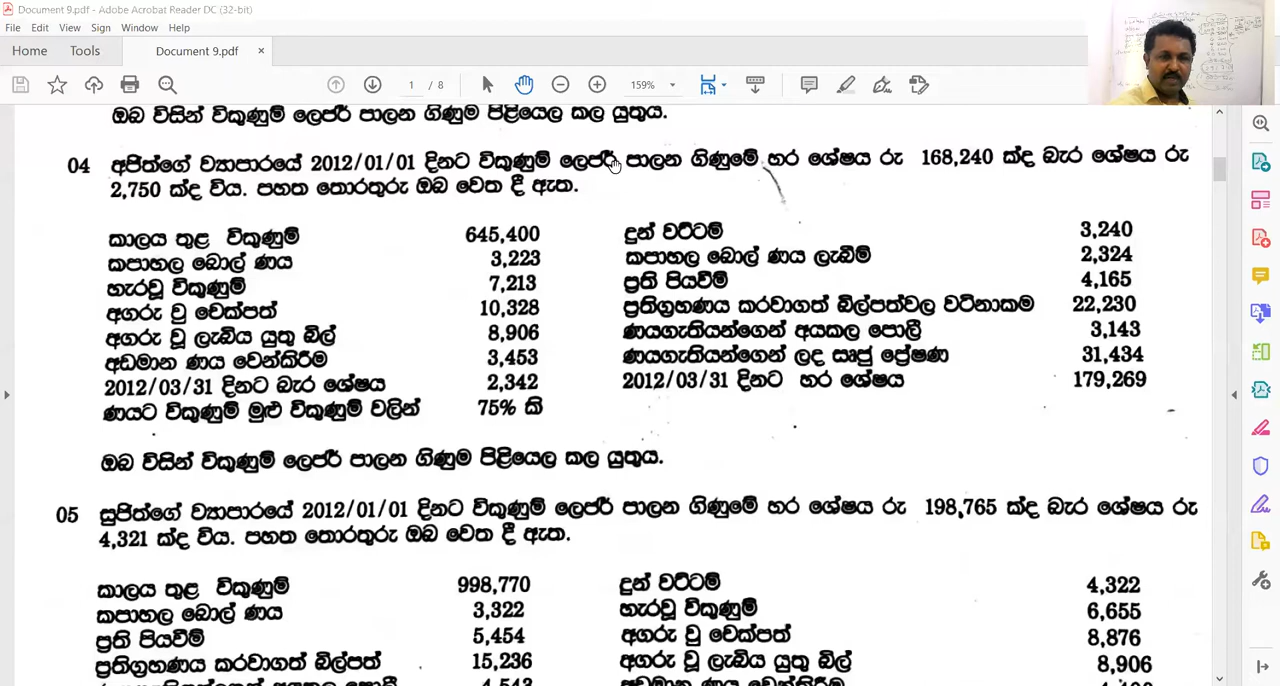 Document 9.pdf - Adobe Acrobat Reader DC (32-bit)
File Edit View Sign Window Help
Home Tools Document 9.pdf ×
1 / 8 159%
ඔබ විසින් විකුණුම් ලෙජර් පාලන ගිණුම පිළියෙල කල යුතුය.
04 අජිත්ගේ ව්‍යාපාරයේ 2012/01/01 දිනට විකුණුම් ලෙජර් පාලන ගිණුමේ හර ශේෂය රු 168,240 ක්ද බැර ශේෂය රු
2,750 ක්ද විය. පහත තොරතුරු ඔබ වෙත දී ඇත.
කාලය තුළ විකුණුම් 645,400 දුන් වට්ටම් 3,240
කපාහල බොල් ණය 3,223 කපාහල බොල් ණය ලැබීම් 2,324
හැරවූ විකුණුම් 7,213 ප්‍රති පියවීම් 4,165
අගරු වු චෙක්පත් 10,328 ප්‍රතිග්‍රහණය කරවාගත් බිල්පත්වල වටිනාකම 22,230
අගරු වූ ලැබිය යුතු බිල් 8,906 ණයගැතියන්ගෙන් අයකල පොලී 3,143
අඩමාන ණය වෙන්කිරීම 3,453 ණයගැතියන්ගෙන් ලද ඍජු ප්‍රේෂණ 31,434
2012/03/31 දිනට බැර ශේෂය 2,342 2012/03/31 දිනට හර ශේෂය 179,269
ණයට විකුණුම් මුළු විකුණුම් වලින් 75% කි
ඔබ විසින් විකුණුම් ලෙජර් පාලන ගිණුම පිළියෙල කල යුතුය.
05 සුජිත්ගේ ව්‍යාපාරයේ 2012/01/01 දිනට විකුණුම් ලෙජර් පාලන ගිණුමේ හර ශේෂය රු 198,765 ක්ද බැර ශේෂය රු
4,321 ක්ද විය. පහත තොරතුරු ඔබ වෙත දී ඇත.
කාලය තුළ විකුණුම් 998,770 දුන් වට්ටම් 4,322
කපාහල බොල් ණය 3,322 හැරවූ විකුණුම් 6,655
ප්‍රති පියවීම් 5,454 අගරු වු චෙක්පත් 8,876
ප්‍රතිග්‍රහණය කරවාගත් බිල්පත් 15,236 අගරු වූ ලැබිය යුතු බිල් 8,906